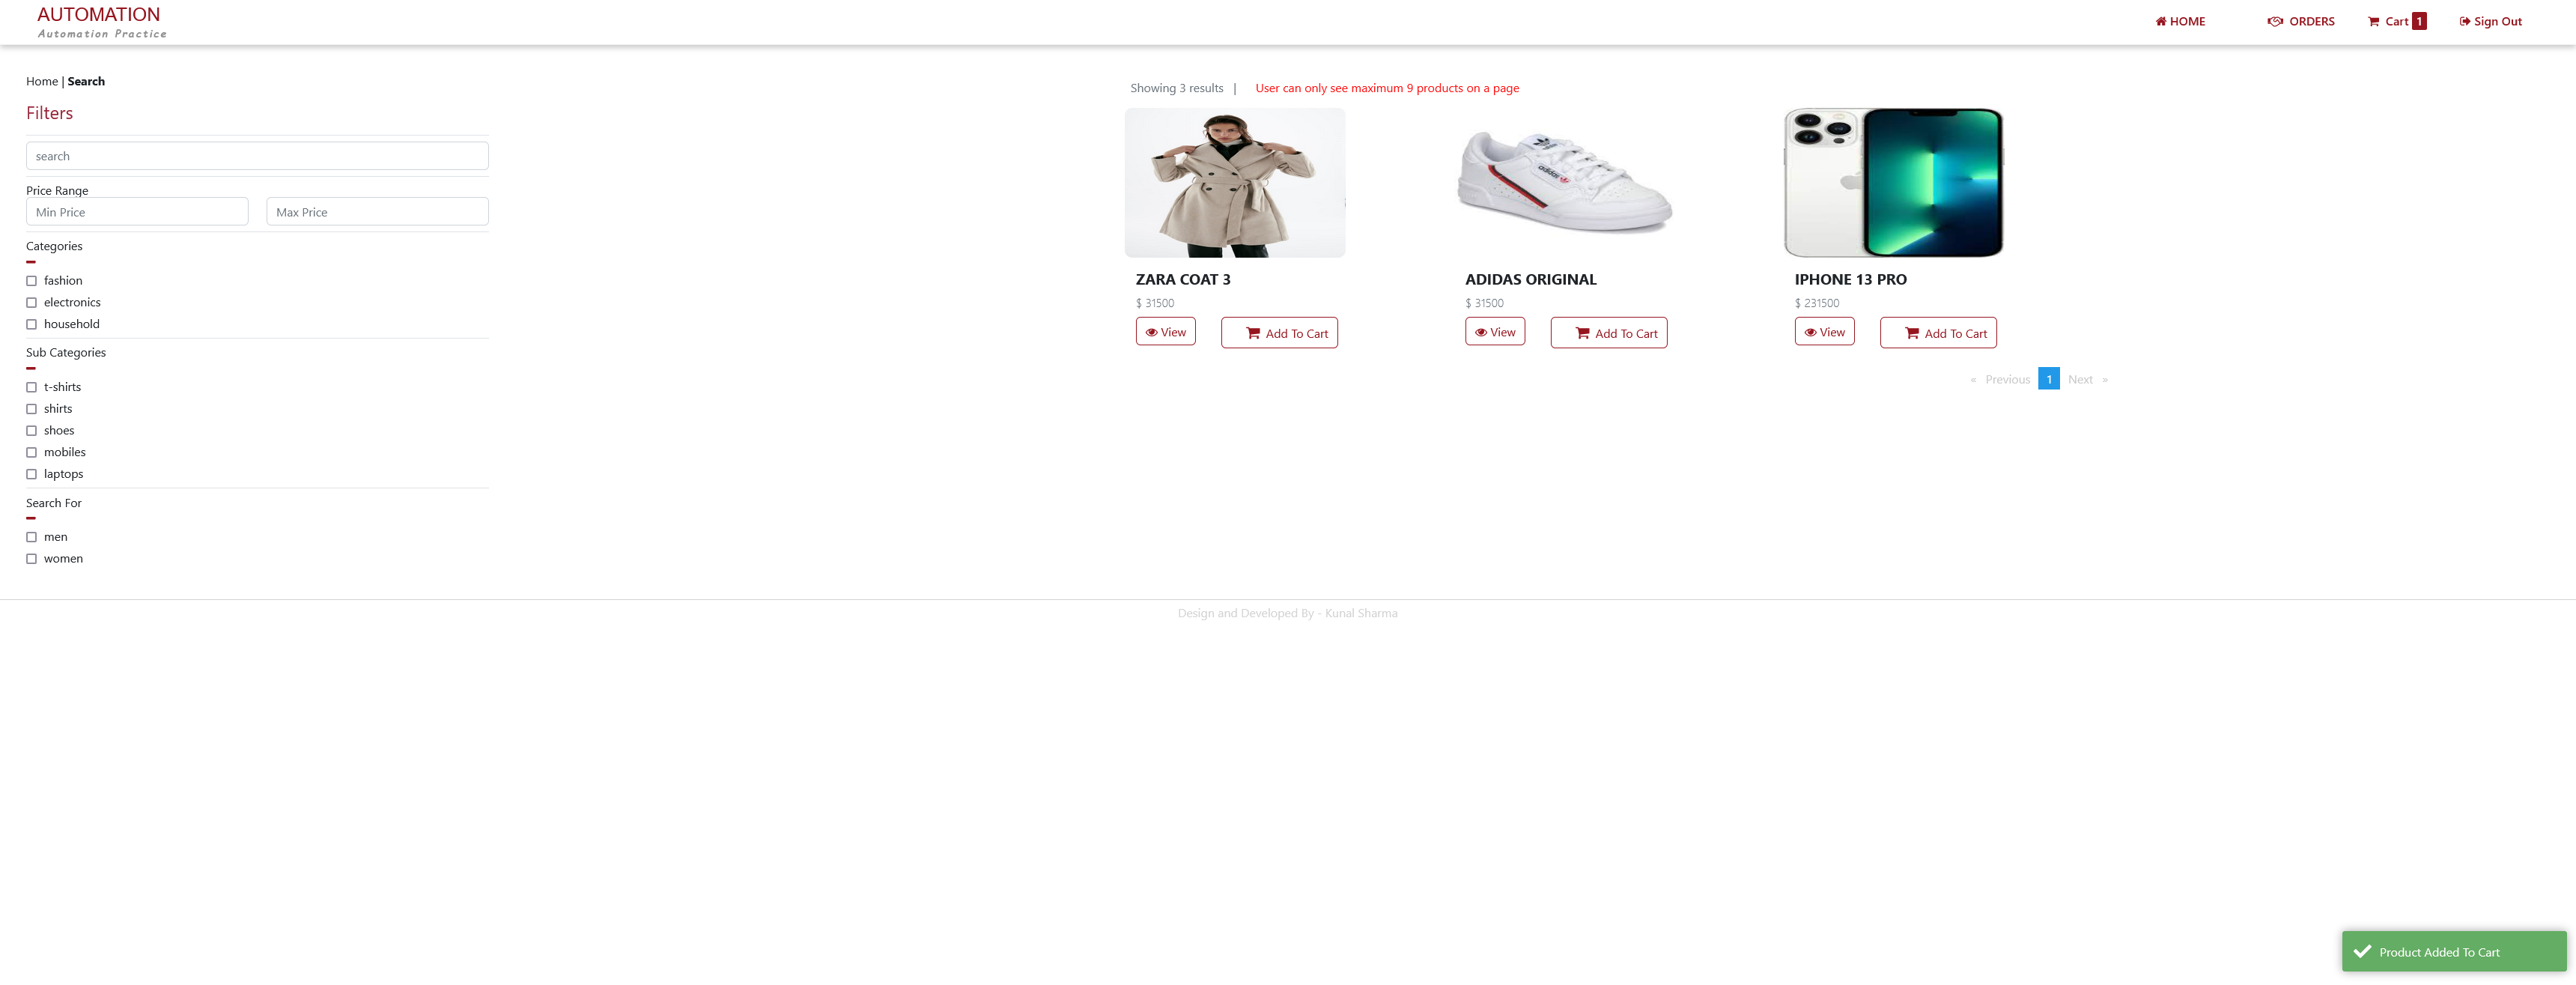 AUTOMATION
Automation Practice
HOME
ORDERS
Cart 1
Sign Out
Home | Search
Filters
search
Price Range
Min Price
Max Price
Categories
fashion
electronics
household
Sub Categories
t-shirts
shirts
shoes
mobiles
laptops
Search For
men
women
Showing 3 results |
User can only see maximum 9 products on a page
adidas
ZARA COAT 3
$ 31500
View
Add To Cart
ADIDAS ORIGINAL
$ 31500
View
Add To Cart
IPHONE 13 PRO
$ 231500
View
Add To Cart
« Previous 1 Next »
Design and Developed By - Kunal Sharma
Product Added To Cart